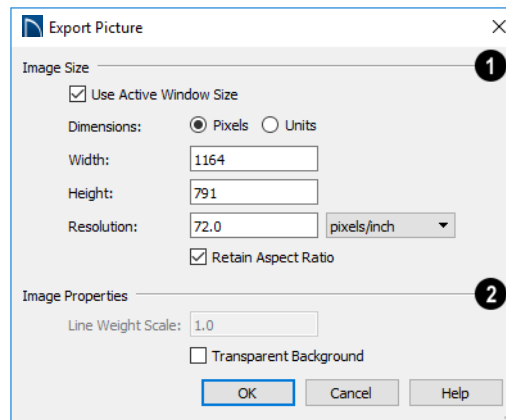 Export Picture
Image Size 1
Use Active Window Size
Dimensions: Pixels Units
Width: 1164
Height: 791
Resolution: 72.0 pixels/inch
Retain Aspect Ratio
Image Properties 2
Line Weight Scale: 1.0
Transparent Background
OK Cancel Help